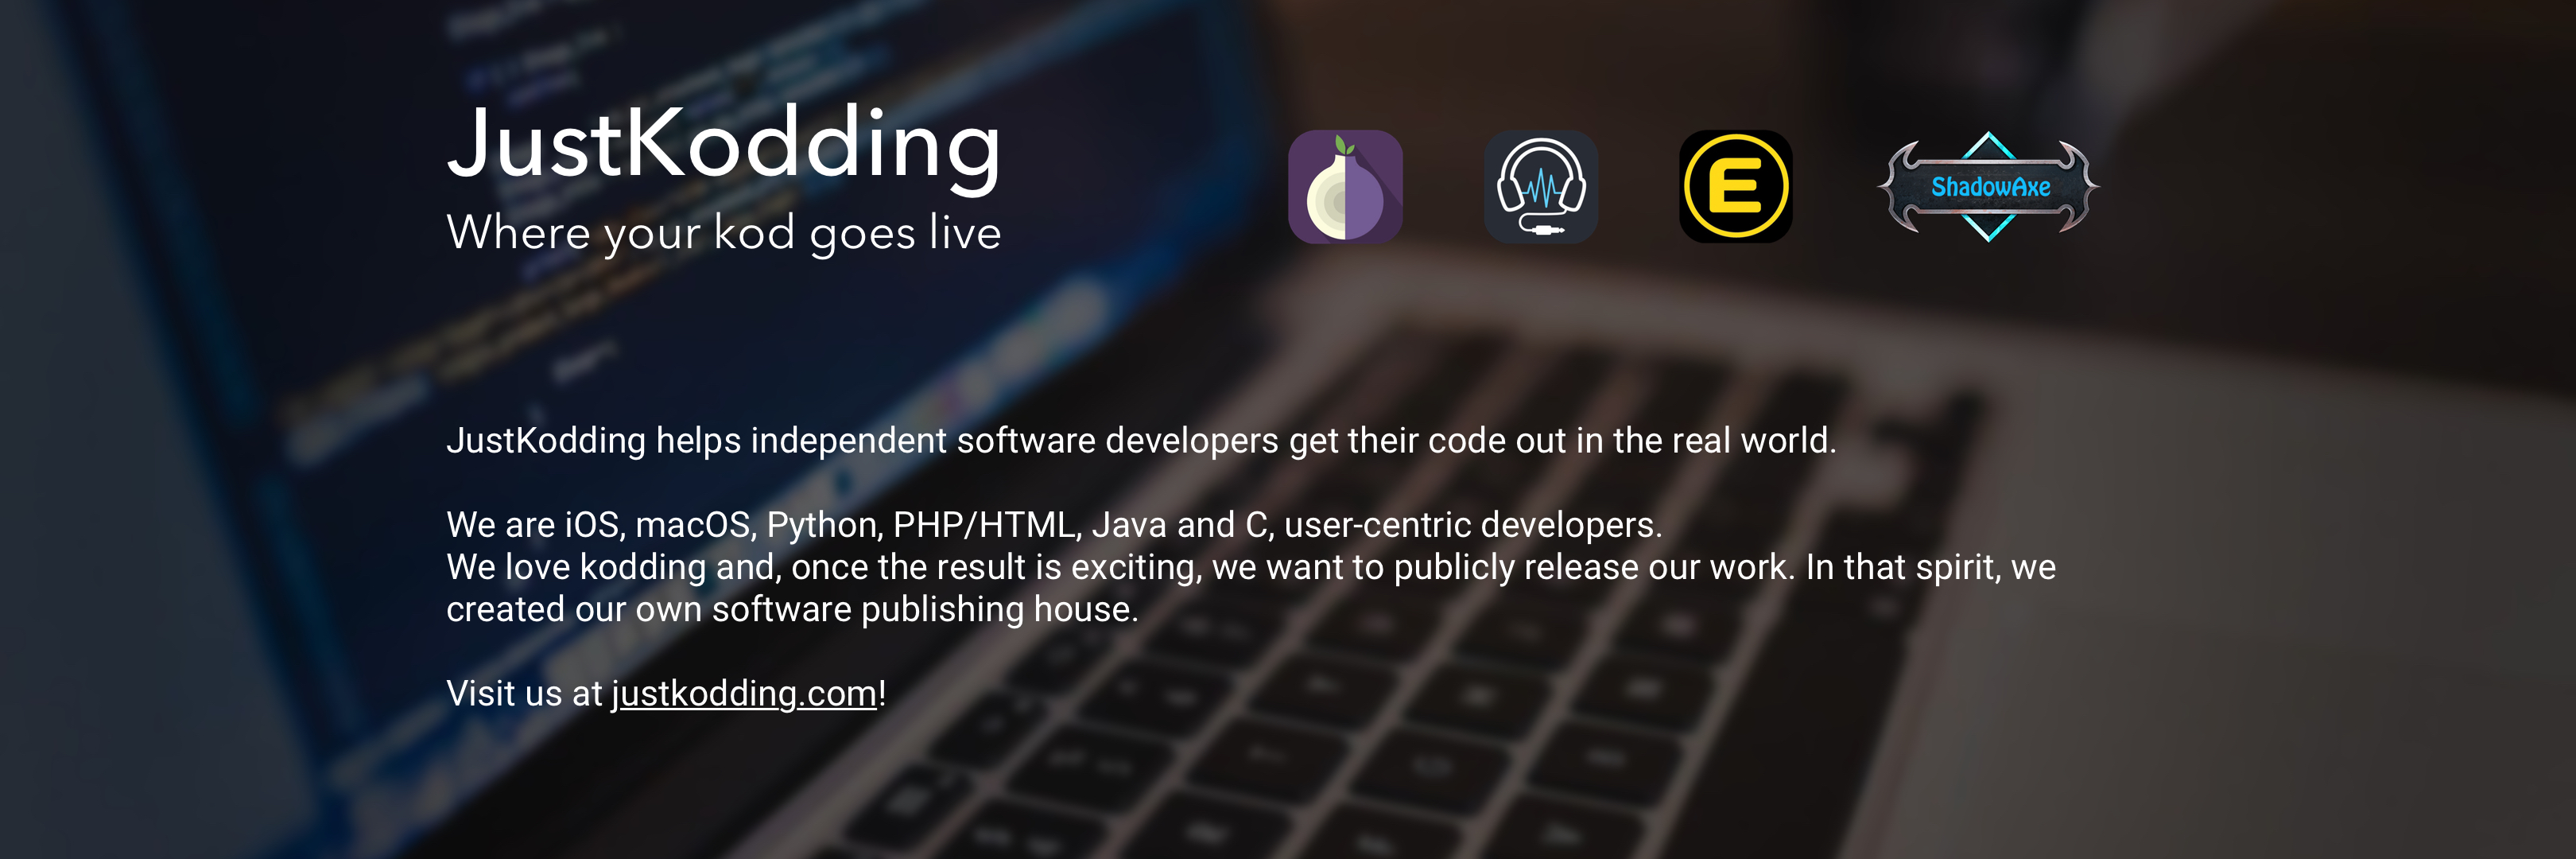 JustKodding
Where your kod goes live
E
ShadowAxe
JustKodding helps independent software developers get their code out in the real world.
We are iOS, macOS, Python, PHP/HTML, Java and C, user-centric developers.
We love kodding and, once the result is exciting, we want to publicly release our work. In that spirit, we
created our own software publishing house.
Visit us at justkodding.com!